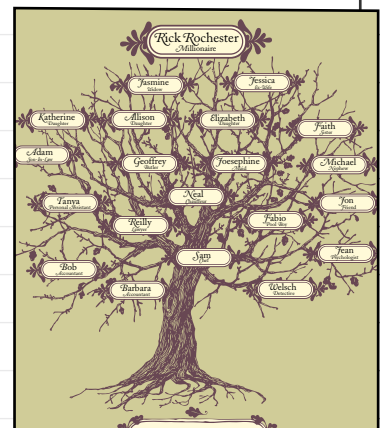 Rick Rochester
Millionaire
Jasmine
Widow
Jessica
Ex-Wife
Katherine
Daughter
Allison
Daughter
Elizabeth
Daughter
Faith
Sister
Adam
Son-In-Law
Geoffrey
Butler
Joesephine
Maid
Michael
Nephew
Neal
Tanya
Personal Assistant
Jon
Friend
Reilly
Fabio
Pool Boy
Sam
Chef
Jean
Psychologist
Bob
Accountant
Barbara
Accountant
Welsch
Detective